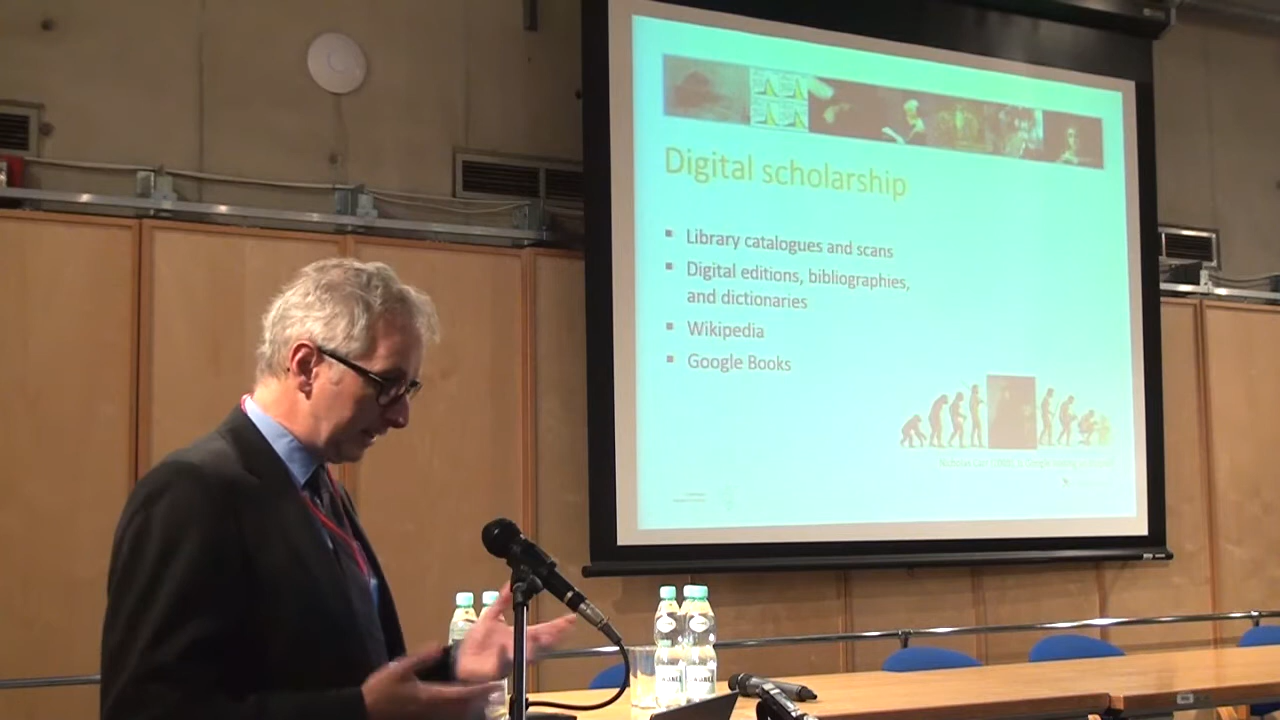 Digital scholarship
Library catalogues and scans
Digital editions, bibliographies,
and dictionaries
Wikipedia
Google Books